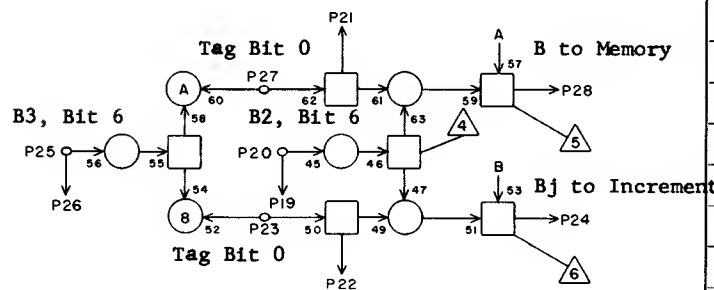 P21
Tag Bit 0
A
B to Memory
P27
57
A
60
62
61
59
P28
B3, Bit 6
58
B2, Bit 6
63
4
5
P25
56
55
P20
45
46
B
Bj to Increment
P26
54
P19
47
53
B
52
P23
50
49
51
P24
Tag Bit 0
P22
6